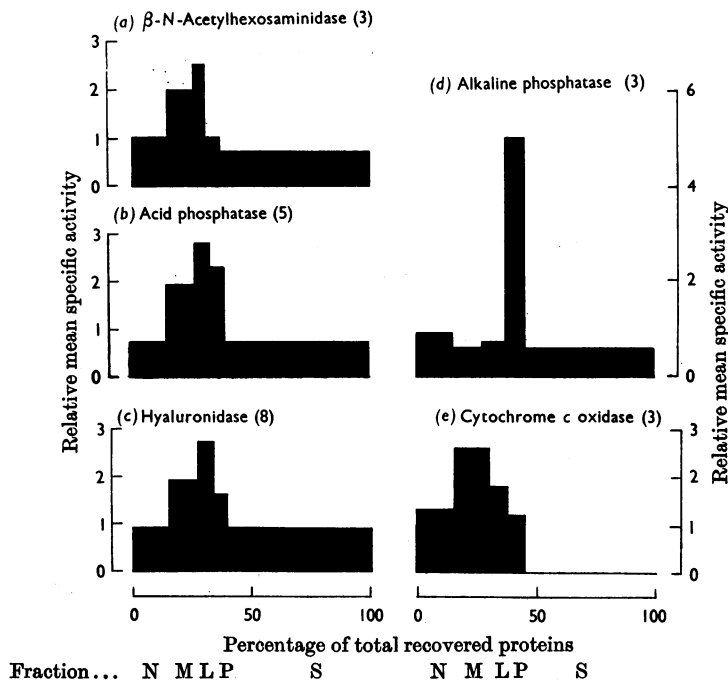 (a) β-N-Acetylhexosaminidase (3)
3
2
1
0
(b) Acid phosphatase (5)
3
2
1
0
(c) Hyaluronidase (8)
3
2
1
0
Relative mean specific activity
(d) Alkaline phosphatase (3)
6
4
2
0
(e) Cytochrome c oxidase (3)
3
2
1
0
Relative mean specific activity
0 50 100 0 50 100
Percentage of total recovered proteins
Fraction... N M L P S N M L P S